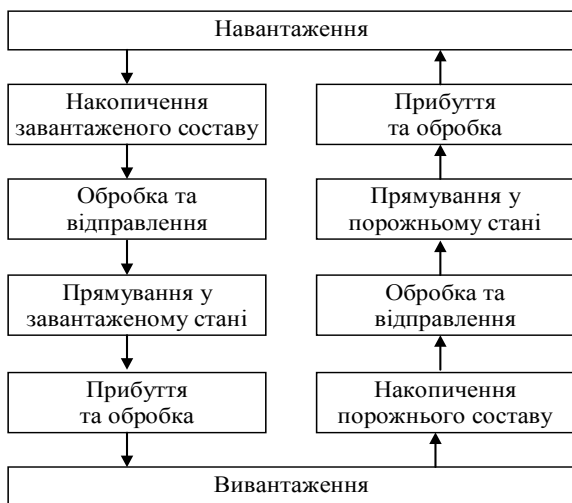 Навантаження
Накопичення
завантаженого составу
Обробка та
відправлення
Прямування у
завантаженому стані
Прибуття
та обробка
Прибуття
та обробка
Прямування у
порожньому стані
Обробка та
відправлення
Накопичення
порожнього составу
Вивантаження